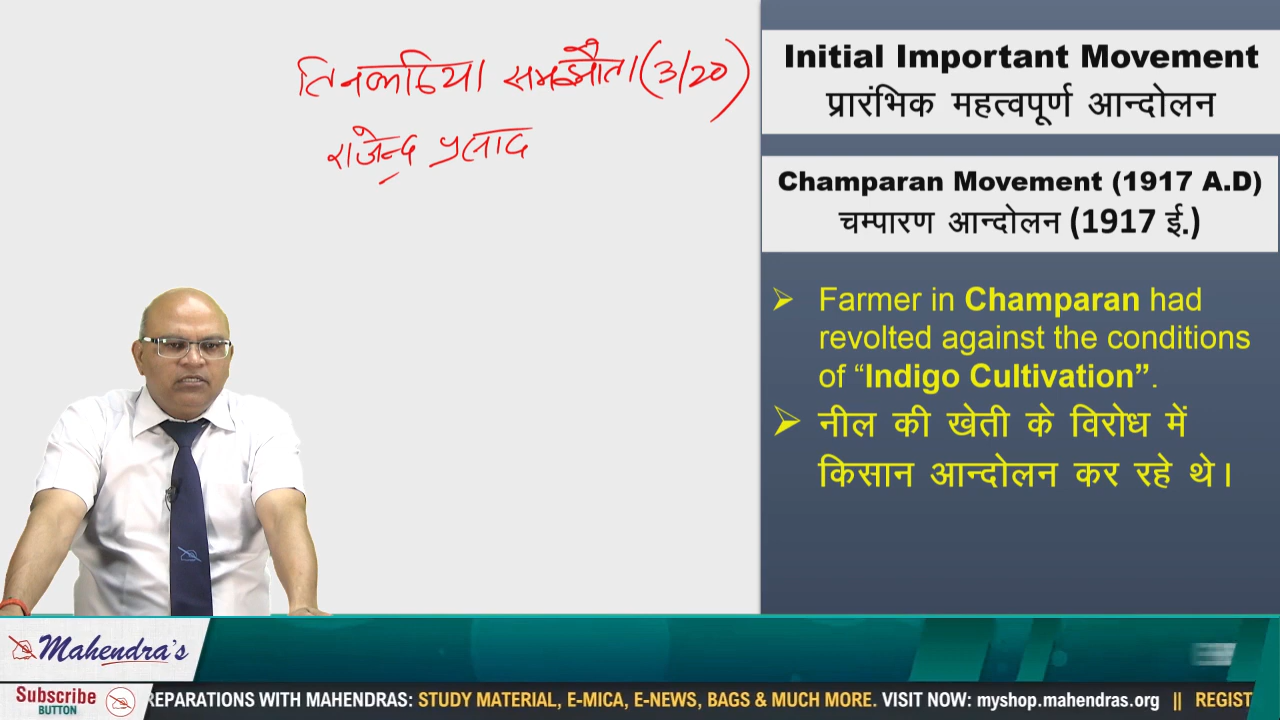 तिनकठिया समझौता (3/20)
राजेन्द्र प्रसाद
Initial Important Movement
प्रारंभिक महत्वपूर्ण आन्दोलन
Champaran Movement (1917 A.D)
चम्पारण आन्दोलन (1917 ई.)
➢ Farmer in Champaran had
revolted against the conditions
of “Indigo Cultivation”.
➢ नील की खेती के विरोध में
किसान आन्दोलन कर रहे थे।
Mahendra's
Subscribe
BUTTON
REPARATIONS WITH MAHENDRAS: STUDY MATERIAL, E-MICA, E-NEWS, BAGS & MUCH MORE. VISIT NOW: myshop.mahendras.org || REGIST